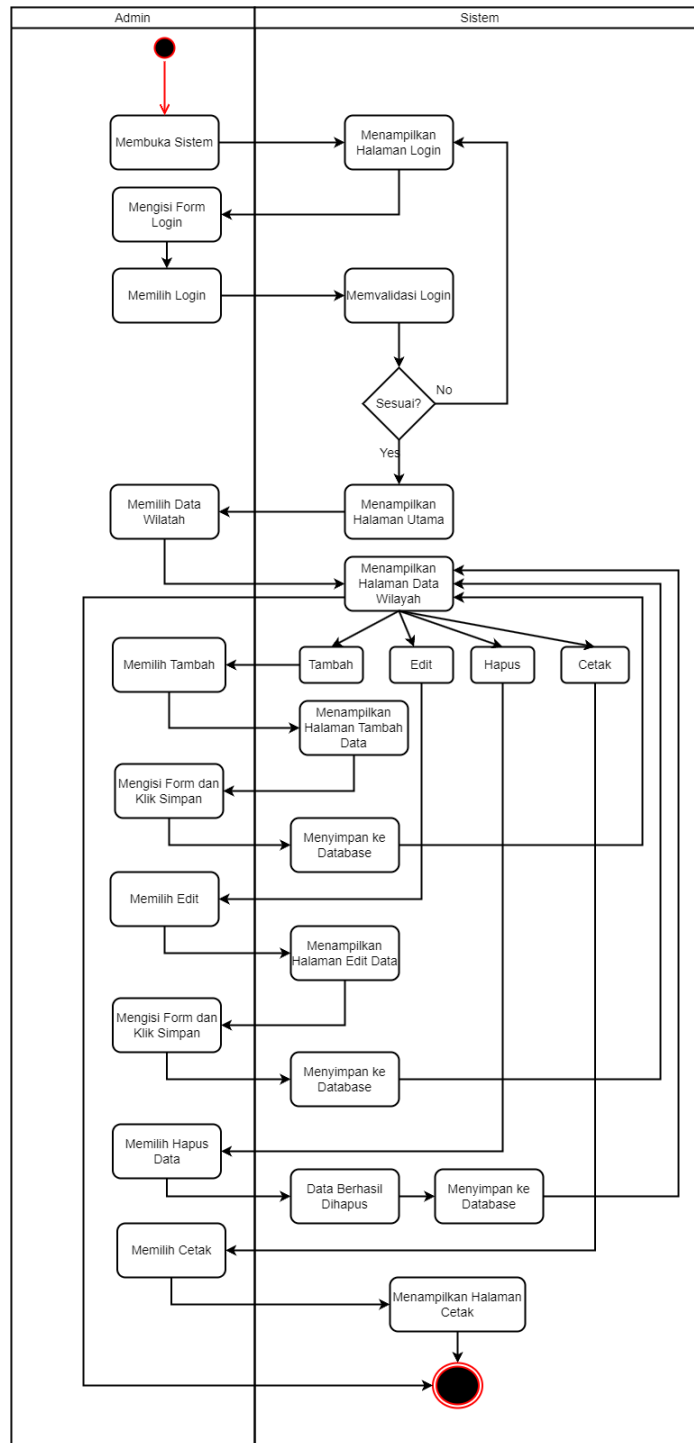 Admin
Sistem
Membuka Sistem
Menampilkan
Halaman Login
Mengisi Form
Login
Memilih Login
Memvalidasi Login
Sesuai?
No
Yes
Memilih Data
Wilatah
Menampilkan
Halaman Utama
Menampilkan
Halaman Data
Wilayah
Memilih Tambah
Tambah
Edit
Hapus
Cetak
Menampilkan
Halaman Tambah
Data
Mengisi Form dan
Klik Simpan
Menyimpan ke
Database
Memilih Edit
Menampilkan
Halaman Edit Data
Mengisi Form dan
Klik Simpan
Menyimpan ke
Database
Memilih Hapus
Data
Data Berhasil
Dihapus
Menyimpan ke
Database
Memilih Cetak
Menampilkan Halaman
Cetak